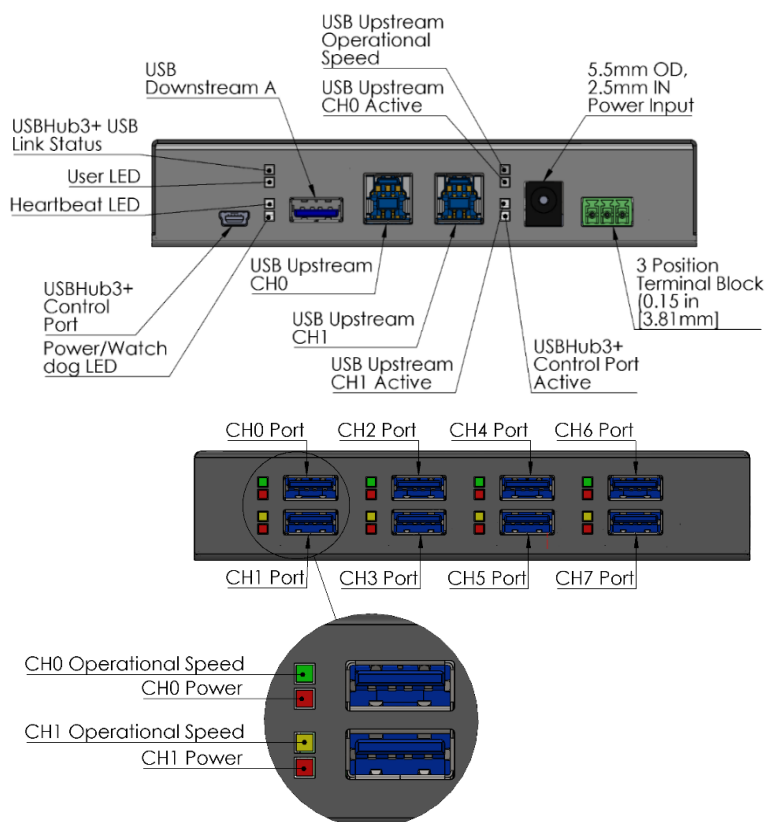 USB Upstream
Operational
Speed
USB
Downstream A
USB Upstream
CH0 Active
5.5mm OD,
2.5mm IN
Power Input
USBHub3+ USB
Link Status
User LED
Heartbeat LED
USBHub3+
Control
Port
Power/Watch
dog LED
USB Upstream
CH0
USB Upstream
CH1
USB Upstream
CH1 Active
USBHub3+
Control Port
Active
3 Position
Terminal Block
(0.15 in
[3.81mm]
CH0 Port
CH2 Port
CH4 Port
CH6 Port
CH1 Port
CH3 Port
CH5 Port
CH7 Port
CH0 Operational Speed
CH0 Power
CH1 Operational Speed
CH1 Power